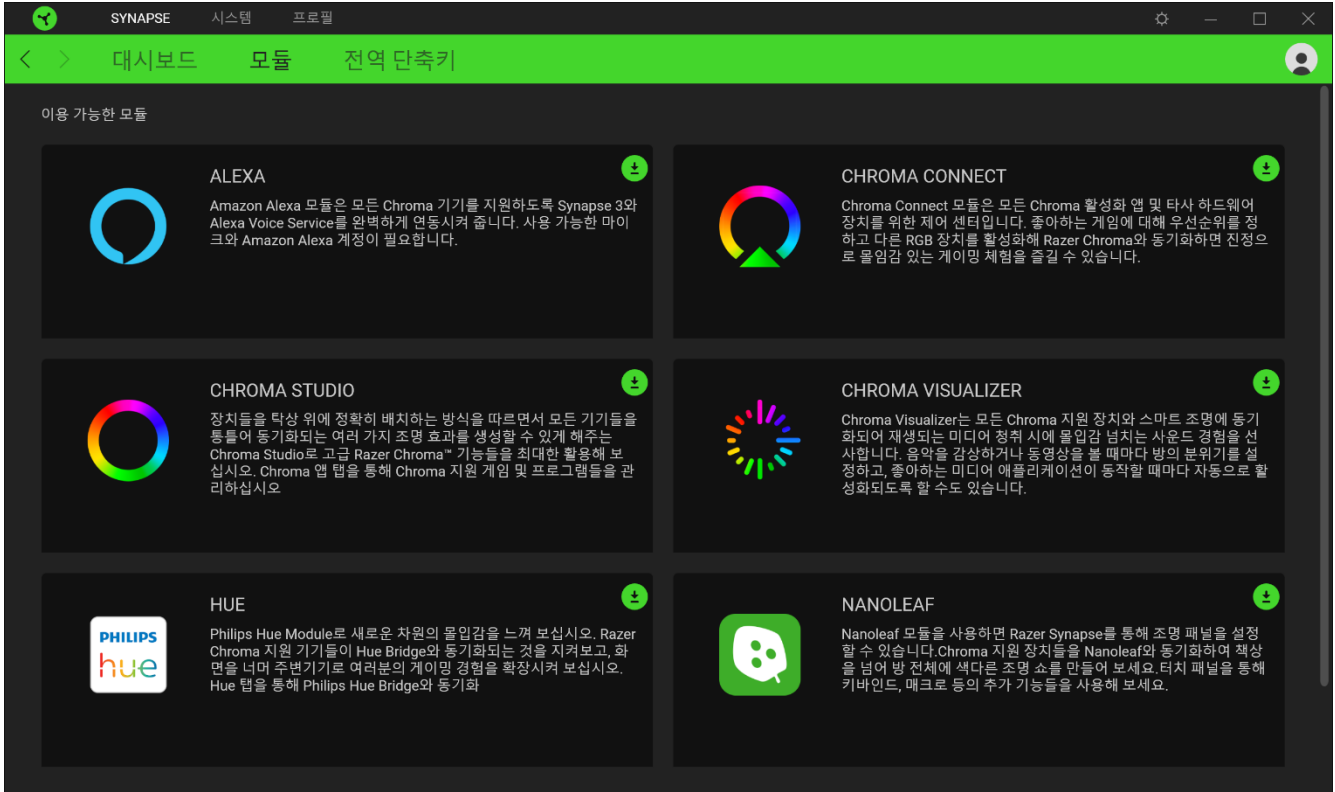 SYNAPSE 시스템 프로필
대시보드 모듈 전역 단축키
이용 가능한 모듈
ALEXA
Amazon Alexa 모듈은 모든 Chroma 기기를 지원하도록 Synapse 3와
Alexa Voice Service를 완벽하게 연동시켜 줍니다. 사용 가능한 마이
크와 Amazon Alexa 계정이 필요합니다.
CHROMA CONNECT
Chroma Connect 모듈은 모든 Chroma 활성화 앱 및 타사 하드웨어
장치를 위한 제어 센터입니다. 좋아하는 게임에 대해 우선순위를 정
하고 다른 RGB 장치를 활성화해 Razer Chroma와 동기화하면 진정으
로 몰임감 있는 게이밍 체험을 즐길 수 있습니다.
CHROMA STUDIO
장치들을 탁상 위에 정확히 배치하는 방식을 따르면서 모든 기기들을
통틀어 동기화되는 여러 가지 조명 효과를 생성할 수 있게 해주는
Chroma Studio로 고급 Razer Chroma™ 기능들을 최대한 활용해 보
십시오. Chroma 앱 탭을 통해 Chroma 지원 게임 및 프로그램들을 관
리하십시오
CHROMA VISUALIZER
Chroma Visualizer는 모든 Chroma 지원 장치와 스마트 조명에 동기
화되어 재생되는 미디어 청취 시에 몰입감 넘치는 사운드 경험을 선
사합니다. 음악을 감상하거나 동영상을 볼 때마다 방의 분위기를 설
정하고, 좋아하는 미디어 애플리케이션이 동작할 때마다 자동으로 활
성화되도록 할 수도 있습니다.
PHILIPS
hue
HUE
Philips Hue Module로 새로운 차원의 몰입감을 느껴 보십시오. Razer
Chroma 지원 기기들이 Hue Bridge와 동기화되는 것을 지켜보고, 화
면을 너머 주변기기로 여러분의 게이밍 경험을 확장시켜 보십시오.
Hue 탭을 통해 Philips Hue Bridge와 동기화
NANOLEAF
Nanoleaf 모듈을 사용하면 Razer Synapse를 통해 조명 패널을 설정
할 수 있습니다.Chroma 지원 장치들을 Nanoleaf와 동기화하여 책상
을 넘어 방 전체에 색다른 조명 쇼를 만들어 보세요.터치 패널을 통해
키바인드, 매크로 등의 추가 기능들을 사용해 보세요.